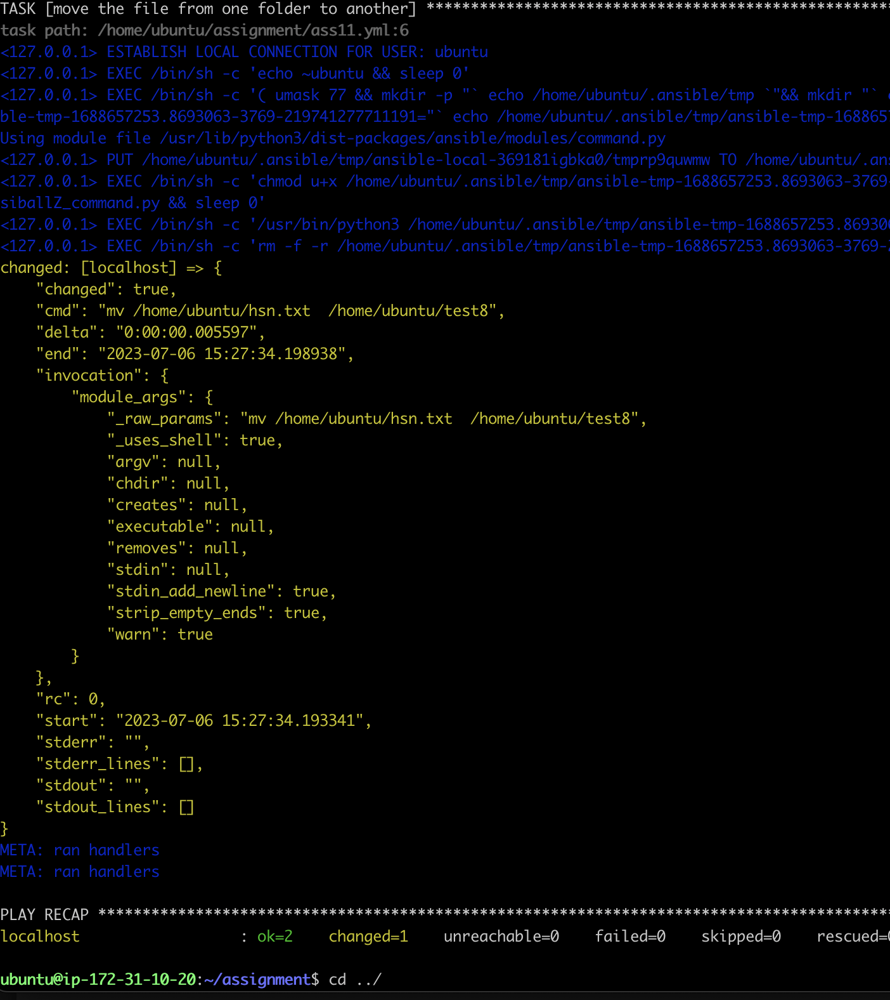 TASK [move the file from one folder to another] ****************************************************
task path: /home/ubuntu/assignment/ass11.yml:6
<127.0.0.1> ESTABLISH LOCAL CONNECTION FOR USER: ubuntu
<127.0.0.1> EXEC /bin/sh -c 'echo ~ubuntu && sleep 0'
<127.0.0.1> EXEC /bin/sh -c '( umask 77 && mkdir -p "` echo /home/ubuntu/.ansible/tmp `"&& mkdir "`
ble-tmp-1688657253.8693063-3769-219741277711191="` echo /home/ubuntu/.ansible/tmp/ansible-tmp-168865
Using module file /usr/lib/python3/dist-packages/ansible/modules/command.py
<127.0.0.1> PUT /home/ubuntu/.ansible/tmp/ansible-local-369181igbka0/tmprp9quwmw TO /home/ubuntu/.ans
<127.0.0.1> EXEC /bin/sh -c 'chmod u+x /home/ubuntu/.ansible/tmp/ansible-tmp-1688657253.8693063-3769-
siballZ_command.py && sleep 0'
<127.0.0.1> EXEC /bin/sh -c '/usr/bin/python3 /home/ubuntu/.ansible/tmp/ansible-tmp-1688657253.86930
<127.0.0.1> EXEC /bin/sh -c 'rm -f -r /home/ubuntu/.ansible/tmp/ansible-tmp-1688657253.8693063-3769-
changed: [localhost] => {
    "changed": true,
    "cmd": "mv /home/ubuntu/hsn.txt  /home/ubuntu/test8",
    "delta": "0:00:00.005597",
    "end": "2023-07-06 15:27:34.198938",
    "invocation": {
        "module_args": {
            "_raw_params": "mv /home/ubuntu/hsn.txt  /home/ubuntu/test8",
            "_uses_shell": true,
            "argv": null,
            "chdir": null,
            "creates": null,
            "executable": null,
            "removes": null,
            "stdin": null,
            "stdin_add_newline": true,
            "strip_empty_ends": true,
            "warn": true
        }
    },
    "rc": 0,
    "start": "2023-07-06 15:27:34.193341",
    "stderr": "",
    "stderr_lines": [],
    "stdout": "",
    "stdout_lines": []
}
META: ran handlers
META: ran handlers
PLAY RECAP *****************************************************************************************
localhost                  : ok=2    changed=1    unreachable=0    failed=0    skipped=0    rescued=0
ubuntu@ip-172-31-10-20:~/assignment$ cd ../